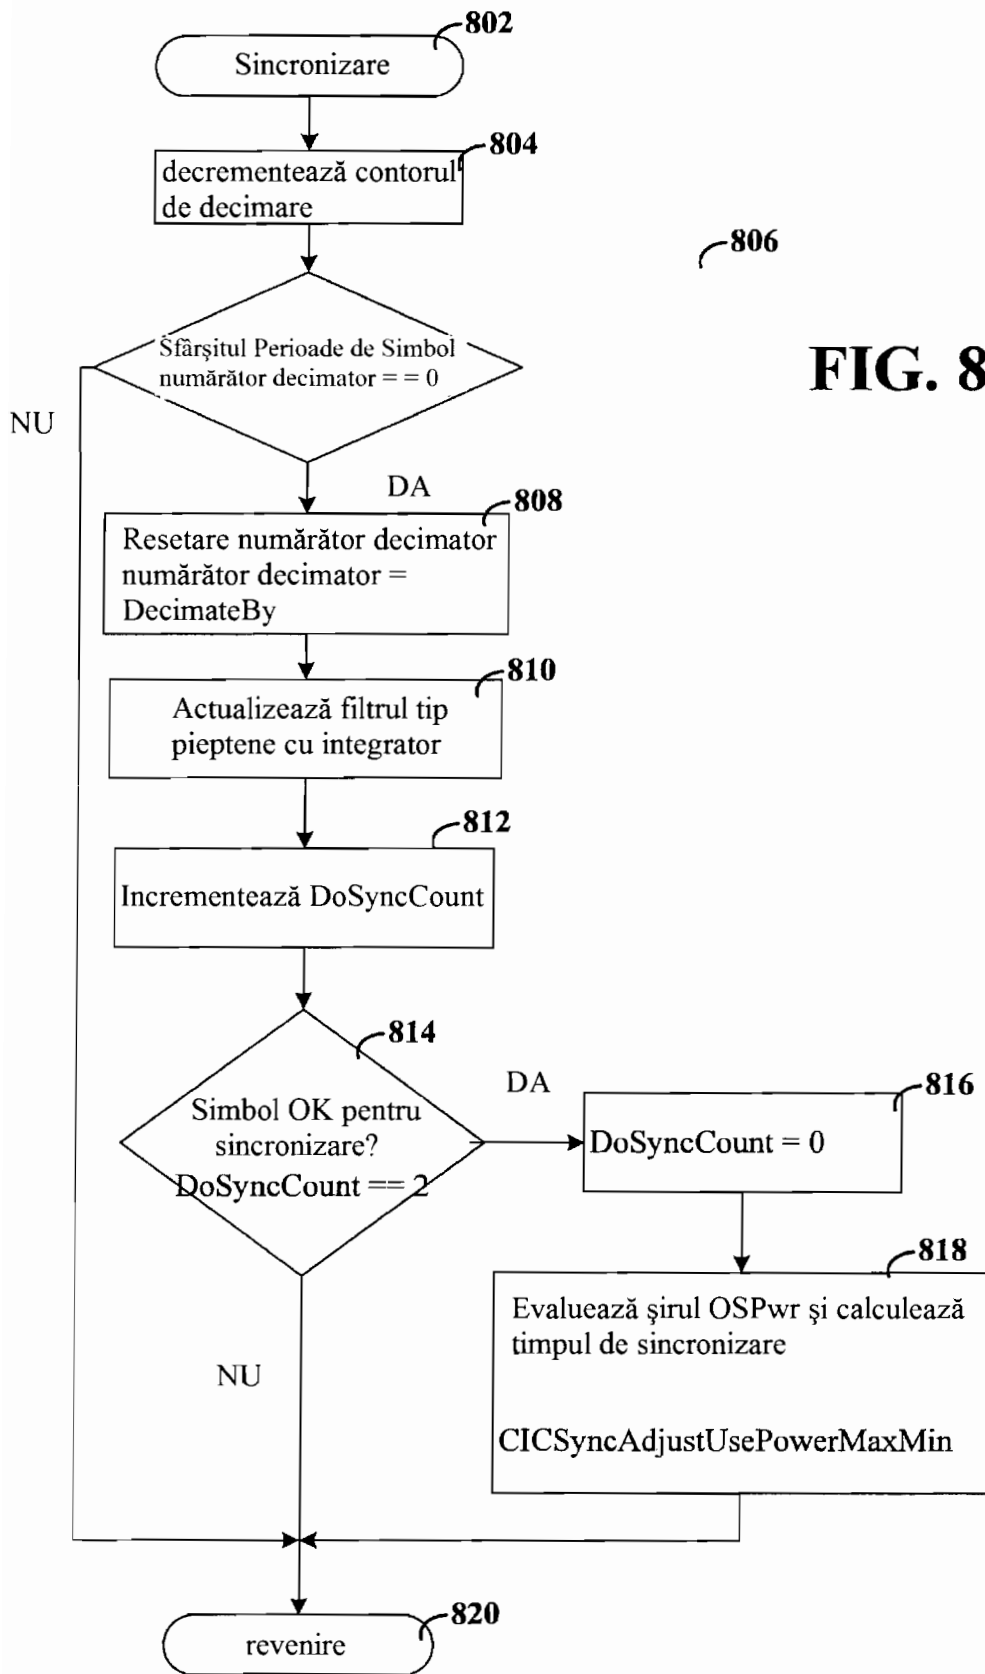 802
Sincronizare
804
decrementează contorul
de decimare
806
Sfârșitul Perioade de Simbol
numărător decimator = = 0
FIG. 8
NU
DA
808
Resetare numărător decimator
numărător decimator =
DecimateBy
810
Actualizează filtrul tip
pieptene cu integrator
812
Incrementează DoSyncCount
814
Simbol OK pentru
sincronizare?
DoSyncCount == 2
DA
816
DoSyncCount = 0
NU
818
Evaluează şirul OSPwr şi calculează
timpul de sincronizare
CICSyncAdjustUsePowerMaxMin
820
revenire